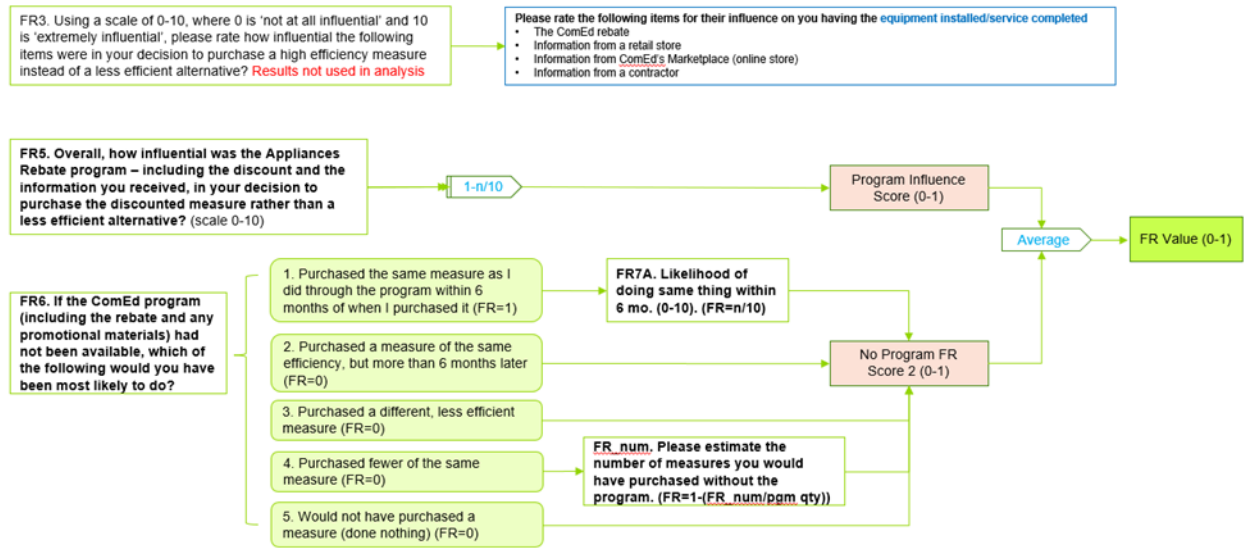 FR3. Using a scale of 0-10, where 0 is ‘not at all influential’ and 10
is ‘extremely influential’, please rate how influential the following
items were in your decision to purchase a high efficiency measure
instead of a less efficient alternative? Results not used in analysis
Please rate the following items for their influence on you having the equipment installed/service completed
• The ComEd rebate
• Information from a retail store
• Information from ComEd’s Marketplace (online store)
• Information from a contractor
FR5. Overall, how influential was the Appliances
Rebate program – including the discount and the
information you received, in your decision to
purchase the discounted measure rather than a
less efficient alternative? (scale 0-10)
1-n/10
Program Influence
Score (0-1)
Average
FR Value (0-1)
FR6. If the ComEd program
(including the rebate and any
promotional materials) had
not been available, which of
the following would you have
been most likely to do?
1. Purchased the same measure as I
did through the program within 6
months of when I purchased it (FR=1)
FR7A. Likelihood of
doing same thing within
6 mo. (0-10). (FR=n/10)
2. Purchased a measure of the same
efficiency, but more than 6 months later
(FR=0)
No Program FR
Score 2 (0-1)
3. Purchased a different, less efficient
measure (FR=0)
4. Purchased fewer of the same
measure (FR=0)
FR_num. Please estimate the
number of measures you would
have purchased without the
program. (FR=1-(FR_num/pgm qty))
5. Would not have purchased a
measure (done nothing) (FR=0)